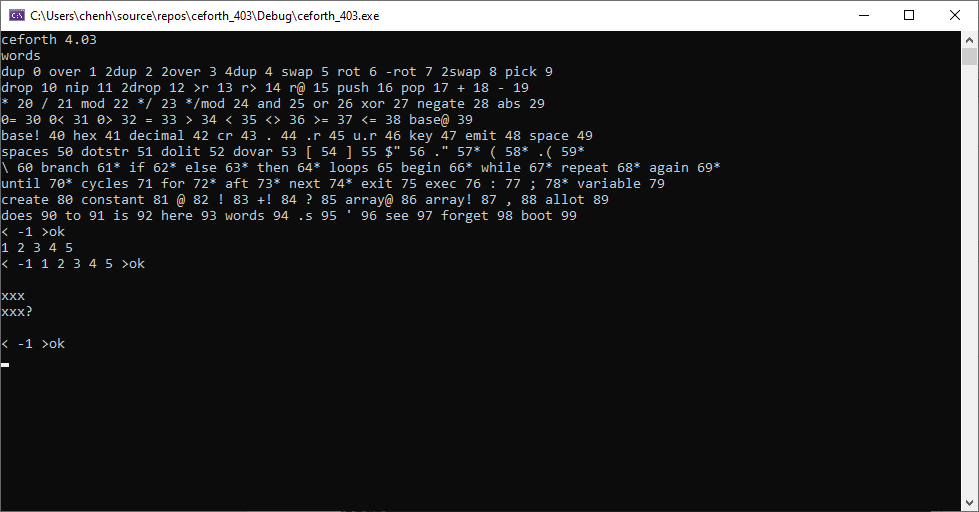 C:\Users\chenh\source\repos\ceforth_403\Debug\ceforth_403.exe
ceforth 4.03
words
dup 0 over 1 2dup 2 2over 3 4dup 4 swap 5 rot 6 -rot 7 2swap 8 pick 9
drop 10 nip 11 2drop 12 >r 13 r> 14 r@ 15 push 16 pop 17 + 18 - 19
* 20 / 21 mod 22 */ 23 */mod 24 and 25 or 26 xor 27 negate 28 abs 29
0= 30 0< 31 0> 32 = 33 > 34 < 35 <> 36 >= 37 <= 38 base@ 39
base! 40 hex 41 decimal 42 cr 43 . 44 .r 45 u.r 46 key 47 emit 48 space 49
spaces 50 dotstr 51 dolit 52 dovar 53 [ 54 ] 55 $" 56 ." 57* ( 58* .( 59*
\ 60 branch 61* if 62* else 63* then 64* loops 65 begin 66* while 67* repeat 68* again 69*
until 70* cycles 71 for 72* aft 73* next 74* exit 75 exec 76 : 77 ; 78* variable 79
create 80 constant 81 @ 82 ! 83 +! 84 ? 85 array@ 86 array! 87 , 88 allot 89
does 90 to 91 is 92 here 93 words 94 .s 95 ' 96 see 97 forget 98 boot 99
< -1 >ok
1 2 3 4 5
< -1 1 2 3 4 5 >ok
xxx
xxx?
< -1 >ok